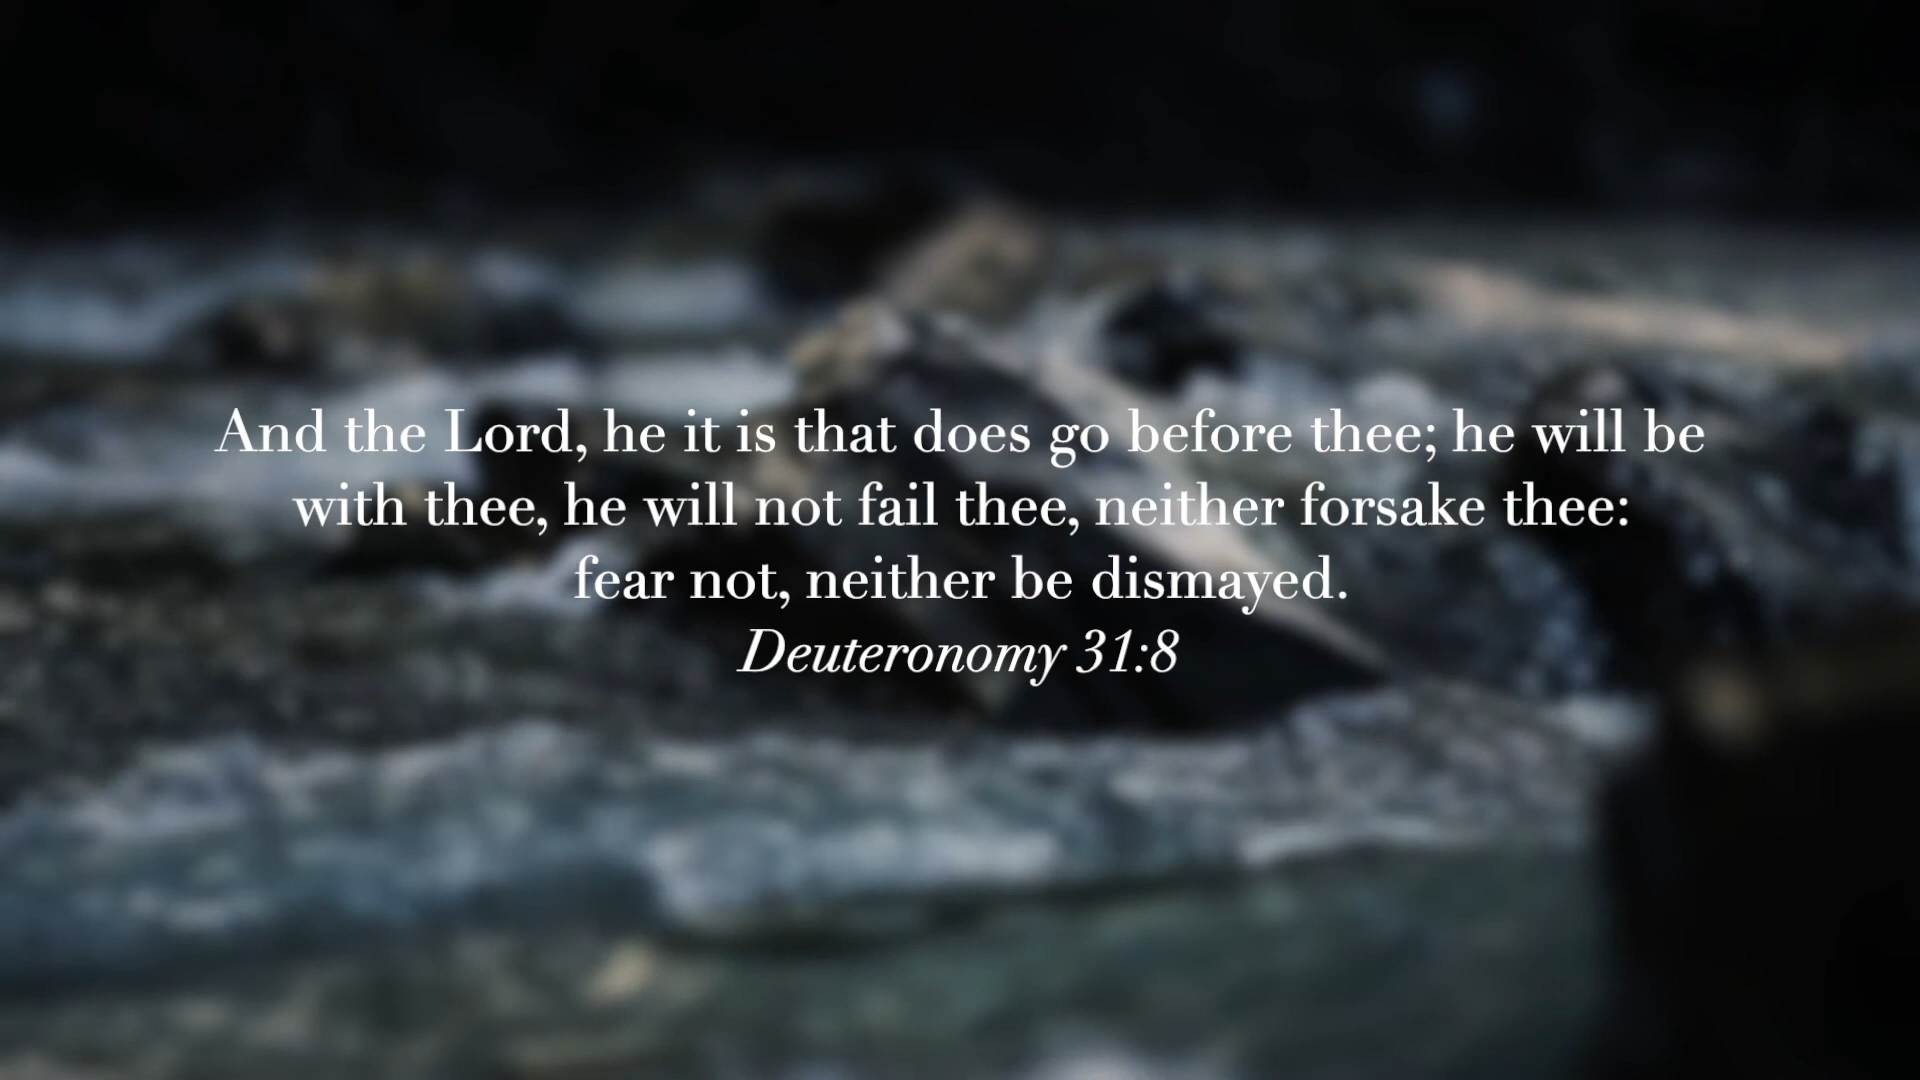 And the Lord, he it is that does go before thee; he will be
with thee, he will not fail thee, neither forsake thee:
fear not, neither be dismayed.
Deuteronomy 31:8